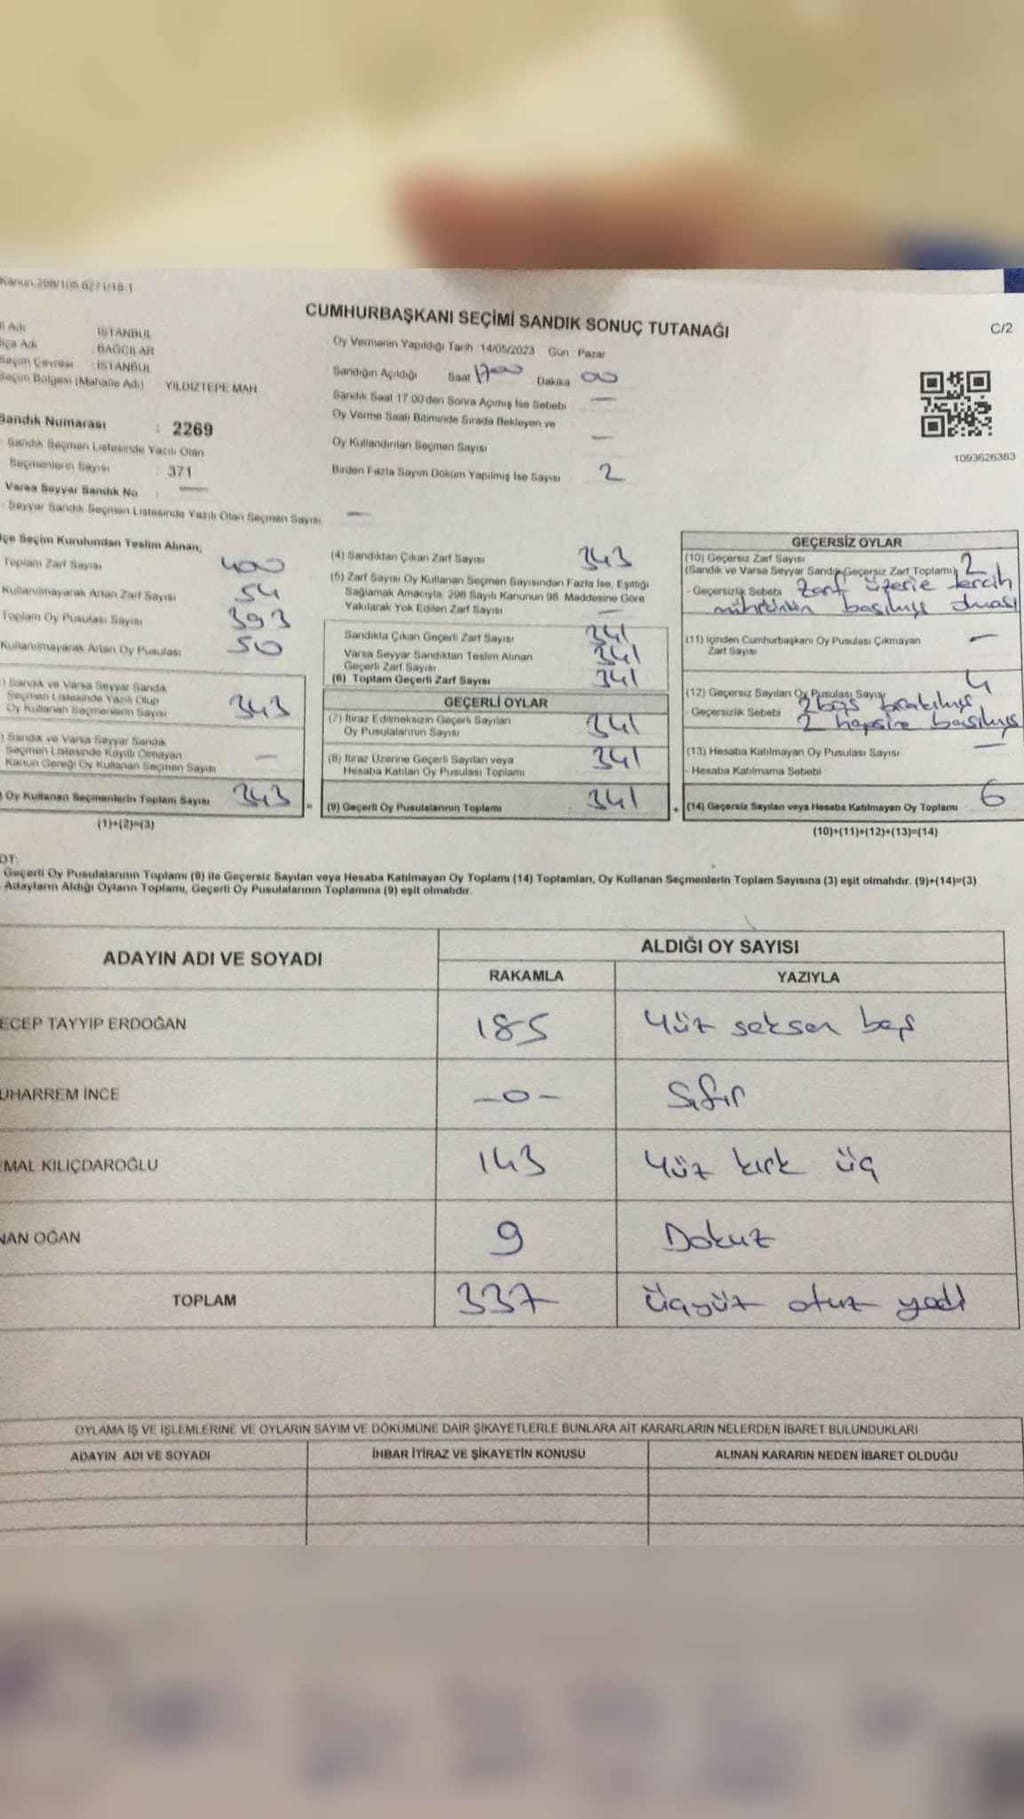 Kanun 298/105.627/1/18-1
CUMHURBAŞKANI SEÇİMİ SANDIK SONUÇ TUTANAĞI
C/2
l Adı : İSTANBUL
lçe Adı : BAĞCILAR
Seçim Çevresi : İSTANBUL
Seçim Bölgesi (Mahalle Adı) YILDIZTEPE MAH
Sandık Numarası : 2269
Sandık Seçmen Listesinde Yazılı Olan
Seçmenlerin Sayısı : 371
Varsa Seyyar Sandık No : —
Seyyar Sandık Seçmen Listesinde Yazılı Olan Seçmen Sayısı —
Oy Vermenin Yapıldığı Tarih 14/05/2023 Gün : Pazar
Sandığın Açıldığı Saat 1700 Dakika 00
Sandık Saat 17.00'den Sonra Açılmış İse Sebebi —
Oy Verme Saati Bitiminde Sırada Bekleyen ve
Oy Kullandırılan Seçmen Sayısı —
Birden Fazla Sayım Döküm Yapılmış İse Sayısı 2
1093626383
lçe Seçim Kurulundan Teslim Alınan;
Toplam Zarf Sayısı 400
Kullanılmayarak Artan Zarf Sayısı 54
Toplam Oy Pusulası Sayısı 393
Kullanılmayarak Artan Oy Pusulası 50
) Sandık ve Varsa Seyyar Sandık
Seçmen Listesinde Yazılı Olup
Oy Kullanan Seçmenlerin Sayısı 343
) Sandık ve Varsa Seyyar Sandık
Seçmen Listesinde Kayıtlı Olmayan
Kanun Gereği Oy Kullanan Seçmen Sayısı —
) Oy Kullanan Seçmenlerin Toplam Sayısı 343 =
(1)+(2)=(3)
(4) Sandıktan Çıkan Zarf Sayısı 343
(5) Zarf Sayısı Oy Kullanan Seçmen Sayısından Fazla İse, Eşitliği
Sağlamak Amacıyla; 298 Sayılı Kanunun 98. Maddesine Göre
Yakılarak Yok Edilen Zarf Sayısı —
Sandıkta Çıkan Geçerli Zarf Sayısı 341
Varsa Seyyar Sandıktan Teslim Alınan
Geçerli Zarf Sayısı 341
(6) Toplam Geçerli Zarf Sayısı 341
GEÇERLİ OYLAR
(7) İtiraz Edilmeksizin Geçerli Sayılan
Oy Pusulalarının Sayısı 341
(8) İtiraz Üzerine Geçerli Sayılan veya
Hesaba Katılan Oy Pusulası Toplamı 341
(9) Geçerli Oy Pusulalarının Toplamı 341 +
GEÇERSİZ OYLAR
(10) Geçersiz Zarf Sayısı
(Sandık ve Varsa Seyyar Sandık Geçersiz Zarf Toplamı) 2
- Geçersizlik Sebebi Zarf üzerie tercih
mührünün basılmış olması
(11) İçinden Cumhurbaşkanı Oy Pusulası Çıkmayan
Zarf Sayısı —
(12) Geçersiz Sayılan Oy Pusulası Sayısı 4
Geçersizlik Sebebi 2 boş bırakılmış
2 hepsine basılmış
(13) Hesaba Katılmayan Oy Pusulası Sayısı —
- Hesaba Katılmama Sebebi
(14) Geçersiz Sayılan veya Hesaba Katılmayan Oy Toplamı 6
(10)+(11)+(12)+(13)=(14)
OT:
Geçerli Oy Pusulalarının Toplamı (9) ile Geçersiz Sayılan veya Hesaba Katılmayan Oy Toplamı (14) Toplamları, Oy Kullanan Seçmenlerin Toplam Sayısına (3) eşit olmalıdır. (9)+(14)=(3)
Adayların Aldığı Oyların Toplamı, Geçerli Oy Pusulalarının Toplamına (9) eşit olmalıdır.
ADAYIN ADI VE SOYADI
ALDIĞI OY SAYISI
RAKAMLA YAZIYLA
ECEP TAYYIP ERDOĞAN 185 Yüz seksen beş
UHARREM İNCE —0— Sıfır
EMAL KILIÇDAROĞLU 143 Yüz kırk üç
NAN OĞAN 9 Dokuz
TOPLAM 337 üçyüz otuz yedi
OYLAMA İŞ VE İŞLEMLERİNE VE OYLARIN SAYIM VE DÖKÜMÜNE DAİR ŞİKAYETLERLE BUNLARA AİT KARARLARIN NELERDEN İBARET BULUNDUKLARI
ADAYIN ADI VE SOYADI İHBAR İTİRAZ VE ŞİKAYETİN KONUSU ALINAN KARARIN NEDEN İBARET OLDUĞU